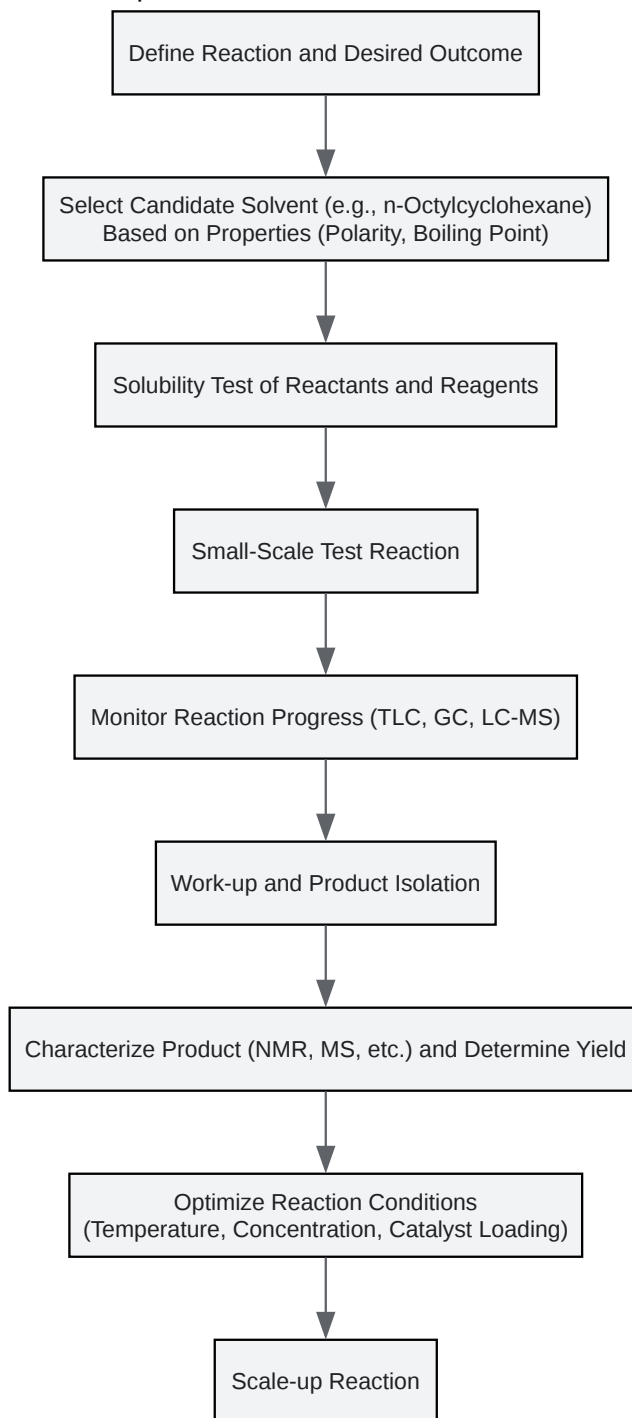 Define Reaction and Desired Outcome
Select Candidate Solvent (e.g., n-Octylcyclohexane)
Based on Properties (Polarity, Boiling Point)
Solubility Test of Reactants and Reagents
Small-Scale Test Reaction
Monitor Reaction Progress (TLC, GC, LC-MS)
Work-up and Product Isolation
Characterize Product (NMR, MS, etc.) and Determine Yield
Optimize Reaction Conditions
(Temperature, Concentration, Catalyst Loading)
Scale-up Reaction